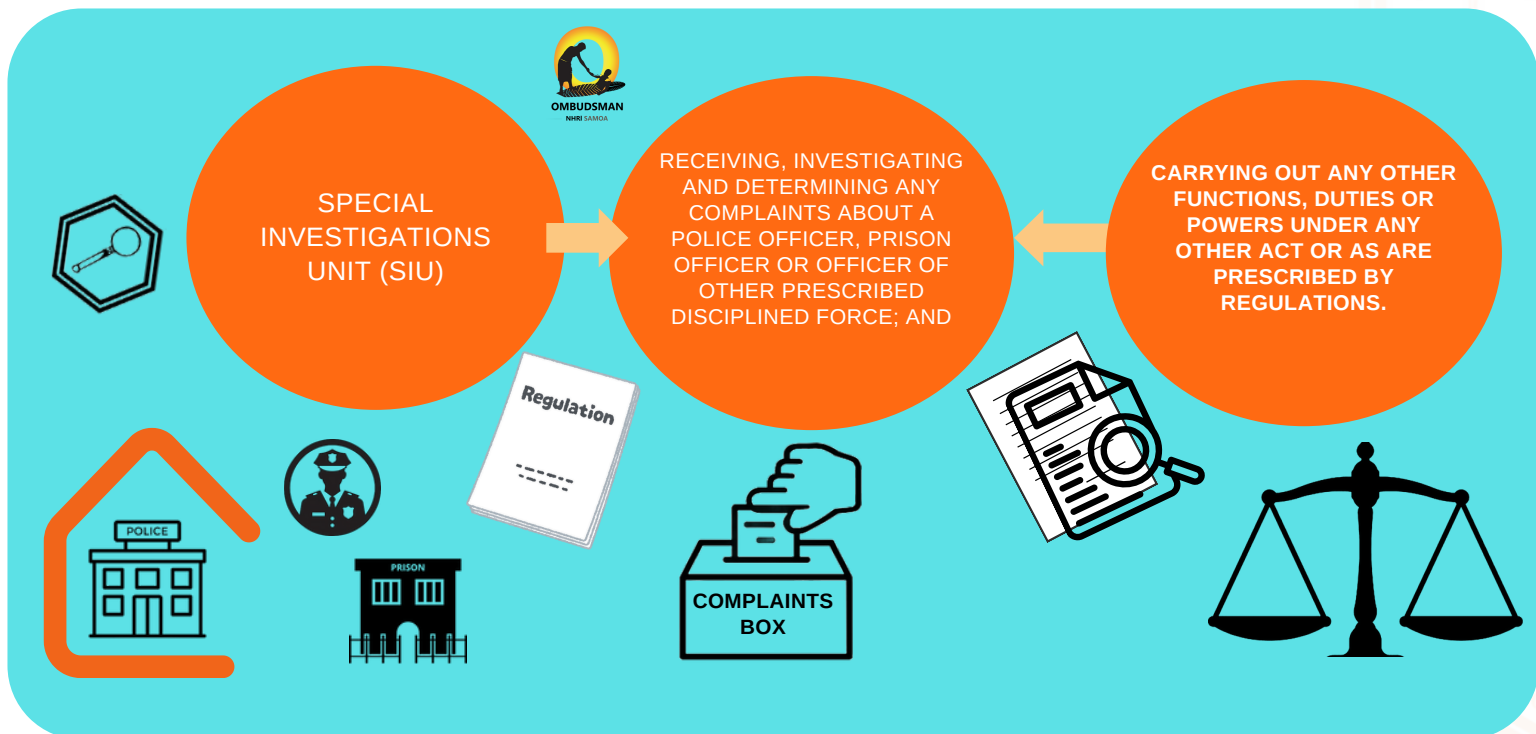 OMBUDSMAN
NHRI SAMOA
SPECIAL
INVESTIGATIONS
UNIT (SIU)
RECEIVING, INVESTIGATING
AND DETERMINING ANY
COMPLAINTS ABOUT A
POLICE OFFICER, PRISON
OFFICER OR OFFICER OF
OTHER PRESCRIBED
DISCIPLINED FORCE; AND
CARRYING OUT ANY OTHER
FUNCTIONS, DUTIES OR
POWERS UNDER ANY
OTHER ACT OR AS ARE
PRESCRIBED BY
REGULATIONS.
Regulation
POLICE
PRISON
COMPLAINTS
BOX